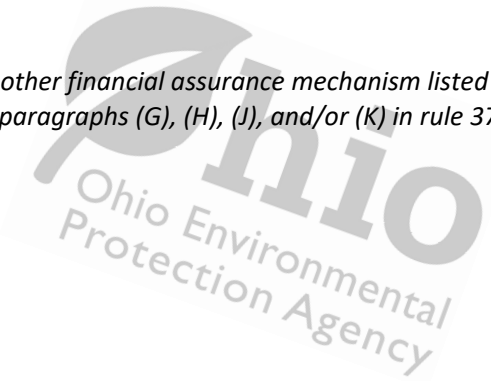 other financial assurance mechanism listed
paragraphs (G), (H), (J), and/or (K) in rule 37
Ohio
Ohio Environmental
Protection Agency